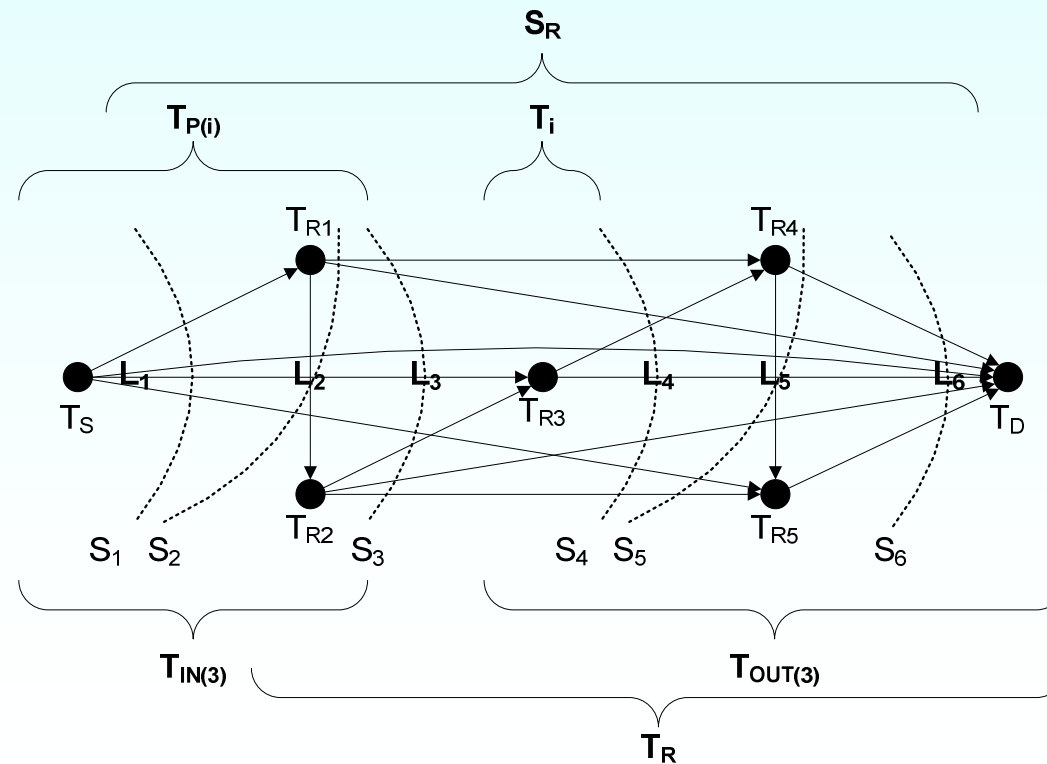 S_R
T_P(i) T_i
T_R1 T_R4
L_1 L_2 L_3 L_4 L_5 L_6
T_S T_R3 T_D
T_R2 T_R5
S_1 S_2 S_3 S_4 S_5 S_6
T_IN(3) T_OUT(3)
T_R